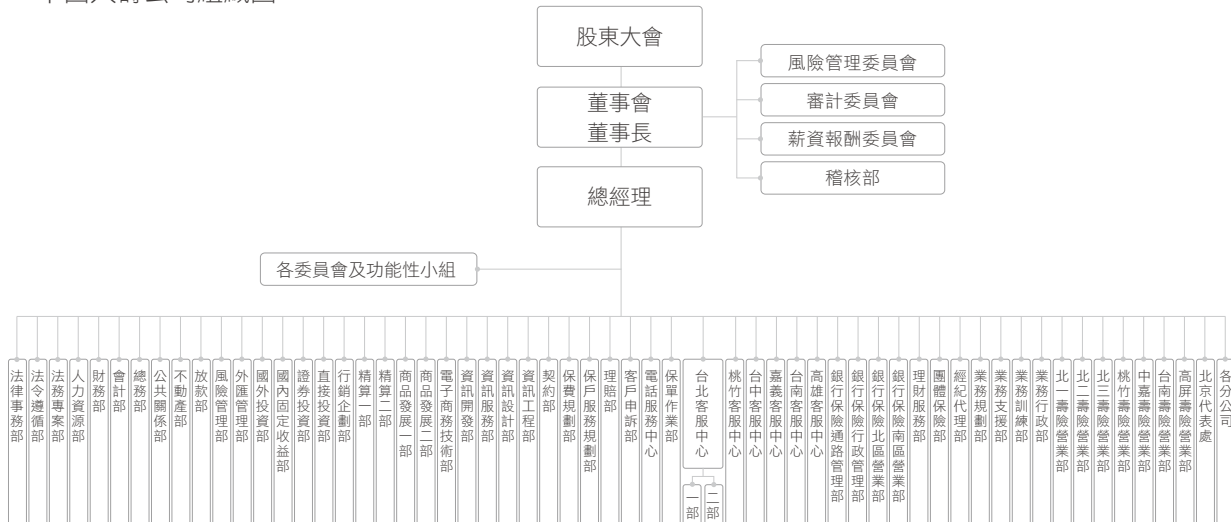 股東大會
風險管理委員會
董事會
董事長
審計委員會
薪資報酬委員會
稽核部
總經理
各委員會及功能性小組
法律事務部
法令遵循部
法務專案部
人力資源部
財務部
會計部
總務部
公共關係部
不動產部
放款部
風險管理部
外匯管理部
國外投資部
國內固定收益部
證券投資部
直接投資部
行銷企劃部
精算一部
精算二部
商品發展一部
商品發展二部
電子商務技術部
資訊開發部
資訊服務部
資訊設計部
資訊工程部
契約部
保費規劃部
保戶服務規劃部
理賠部
客戶申訴部
電話服務中心
保單作業部
台北客服中心
一部
二部
桃竹客服中心
台中客服中心
嘉義客服中心
台南客服中心
高雄客服中心
銀行保險通路管理部
銀行保險行政管理部
銀行保險北區營業部
銀行保險南區營業部
理財服務部
團體保險部
經紀代理部
業務規劃部
業務支援部
業務訓練部
業務行政部
北一壽險營業部
北二壽險營業部
北三壽險營業部
桃竹壽險營業部
中嘉壽險營業部
台南壽險營業部
高屏壽險營業部
北京代表處
各分公司